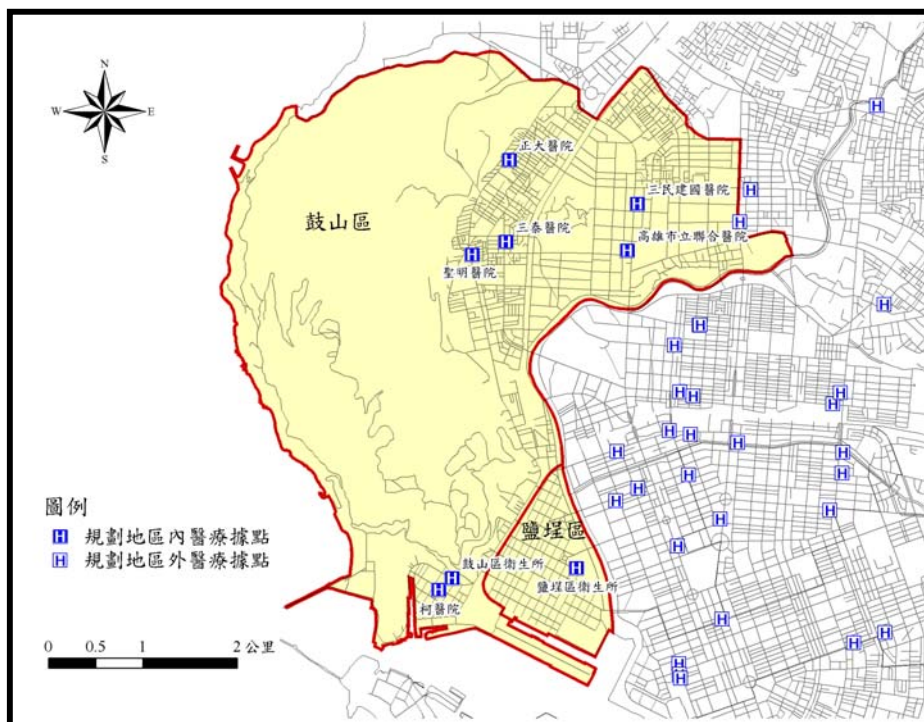 N
W
E
S
正大醫院
三民建國醫院
鼓山區
三泰醫院
高雄市立聯合醫院
聖明醫院
圖例
規劃地區內醫療據點
規劃地區外醫療據點
鹽埕區
鼓山區衛生所
鹽埕區衛生所
柯醫院
0 0.5 1 2 公里